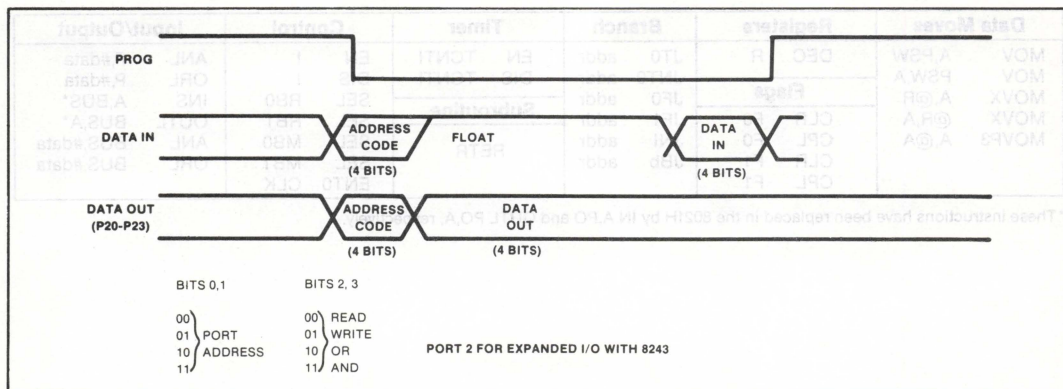 PROG
DATA IN
ADDRESS CODE
(4 BITS)
FLOAT
DATA IN
(4 BITS)
DATA OUT (P20-P23)
ADDRESS CODE
(4 BITS)
DATA OUT
(4 BITS)
BITS 0,1
BITS 2, 3
00
01
10
11
PORT ADDRESS
00 READ
01 WRITE
10 OR
11 AND
PORT 2 FOR EXPANDED I/O WITH 8243